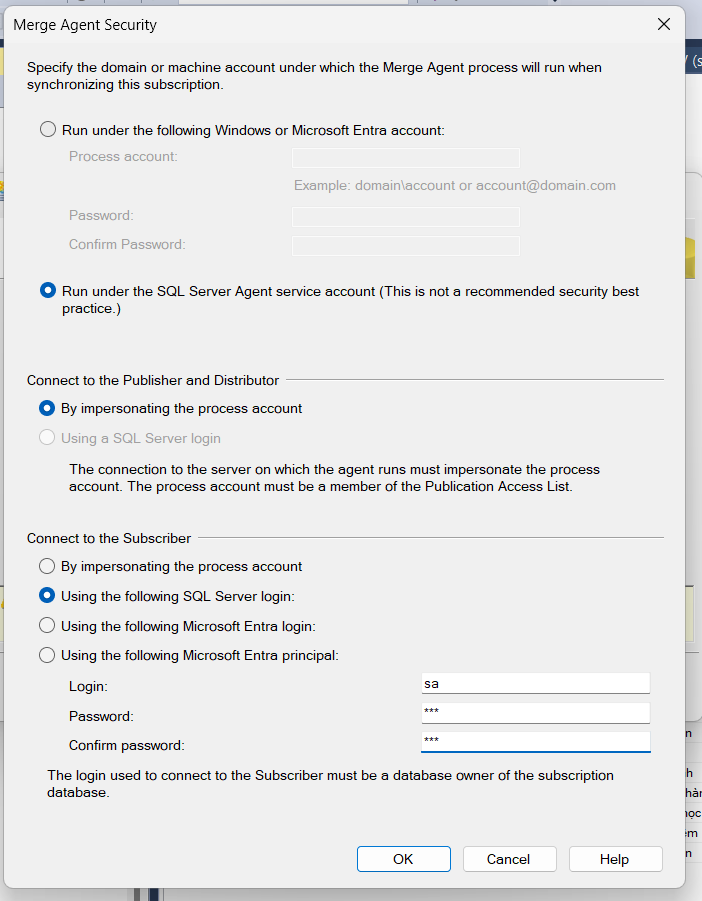 Merge Agent Security
Specify the domain or machine account under which the Merge Agent process will run when
synchronizing this subscription.
Run under the following Windows or Microsoft Entra account:
Process account:
Example: domain\account or account@domain.com
Password:
Confirm Password:
Run under the SQL Server Agent service account (This is not a recommended security best
practice.)
Connect to the Publisher and Distributor
By impersonating the process account
Using a SQL Server login
The connection to the server on which the agent runs must impersonate the process
account. The process account must be a member of the Publication Access List.
Connect to the Subscriber
By impersonating the process account
Using the following SQL Server login:
Using the following Microsoft Entra login:
Using the following Microsoft Entra principal:
Login:
sa
Password:
***
Confirm password:
***
The login used to connect to the Subscriber must be a database owner of the subscription
database.
OK
Cancel
Help